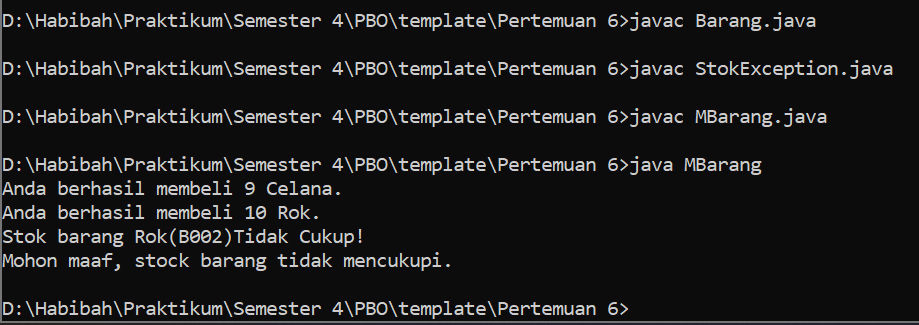 D:\Habibah\Praktikum\Semester 4\PBO\template\Pertemuan 6>javac Barang.java
D:\Habibah\Praktikum\Semester 4\PBO\template\Pertemuan 6>javac StokException.java
D:\Habibah\Praktikum\Semester 4\PBO\template\Pertemuan 6>javac MBarang.java
D:\Habibah\Praktikum\Semester 4\PBO\template\Pertemuan 6>java MBarang
Anda berhasil membeli 9 Celana.
Anda berhasil membeli 10 Rok.
Stok barang Rok(B002)Tidak Cukup!
Mohon maaf, stock barang tidak mencukupi.
D:\Habibah\Praktikum\Semester 4\PBO\template\Pertemuan 6>